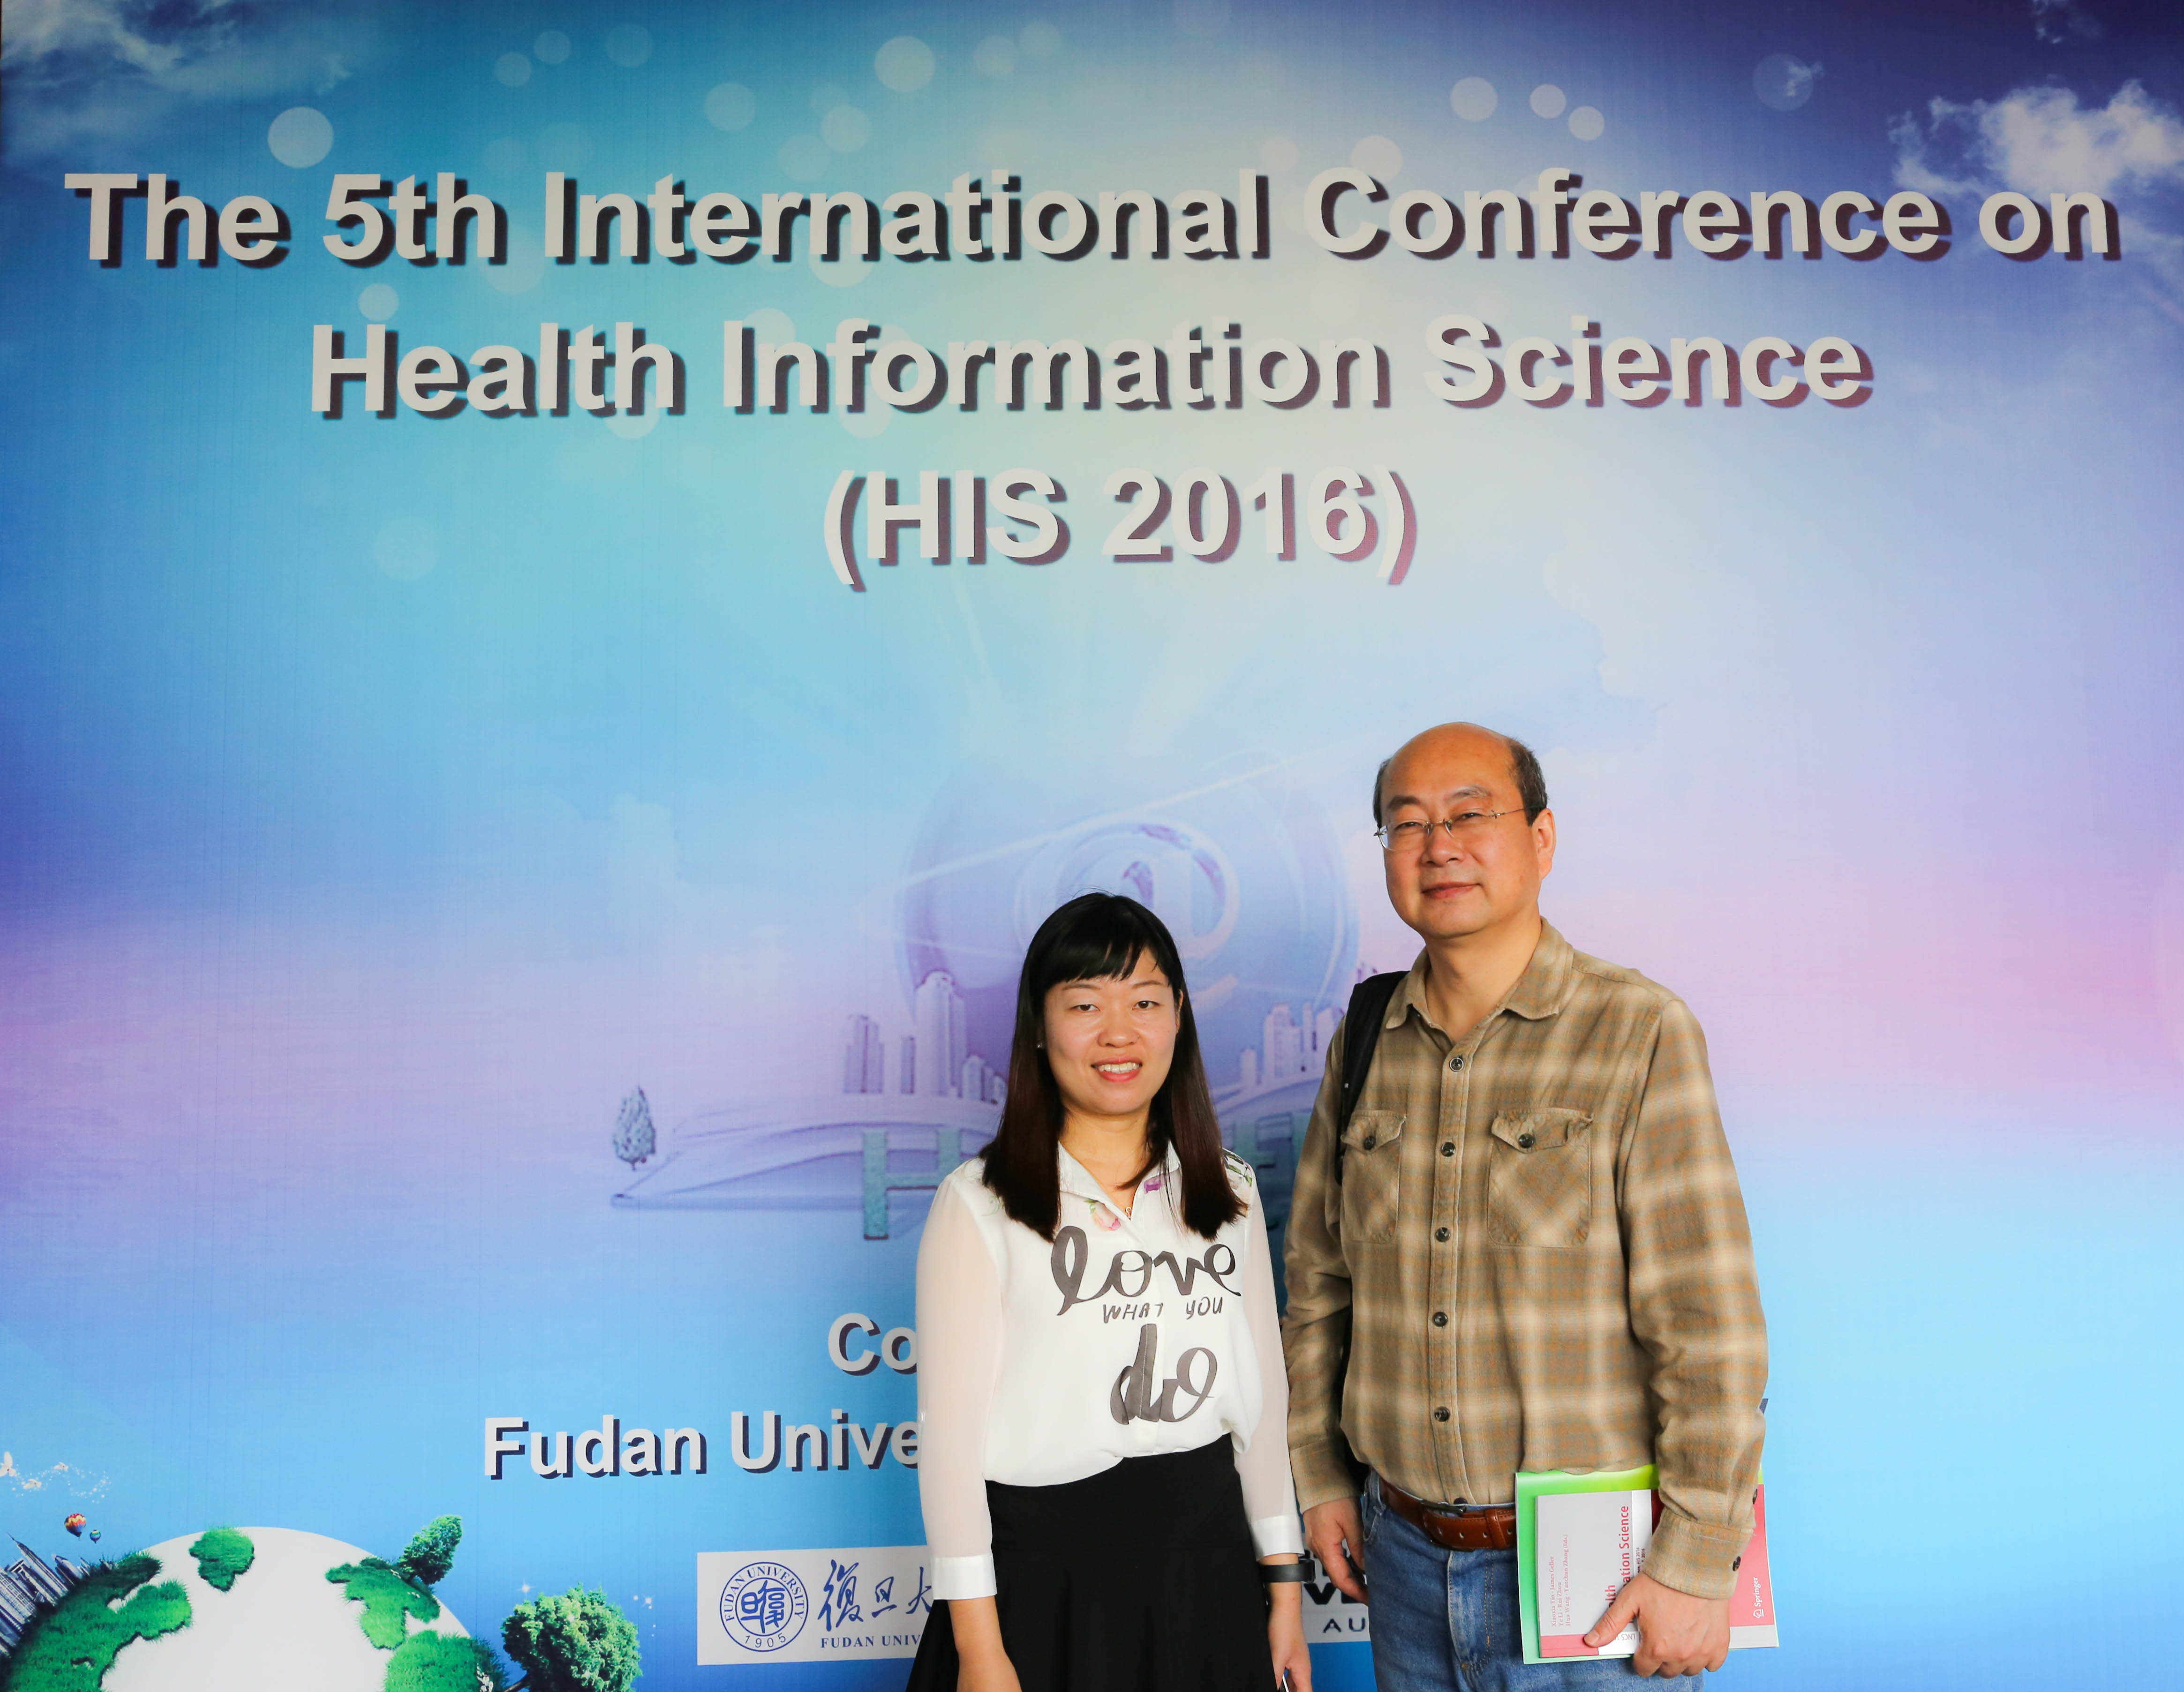 The 5th International Conference on
Health Information Science
(HIS 2016)
love
WHAT YOU
do
Co
Fudan Unive
FUDAN UNIVERSITY
1905
復旦大
FUDAN UNIV
AU
ation Science
Springer